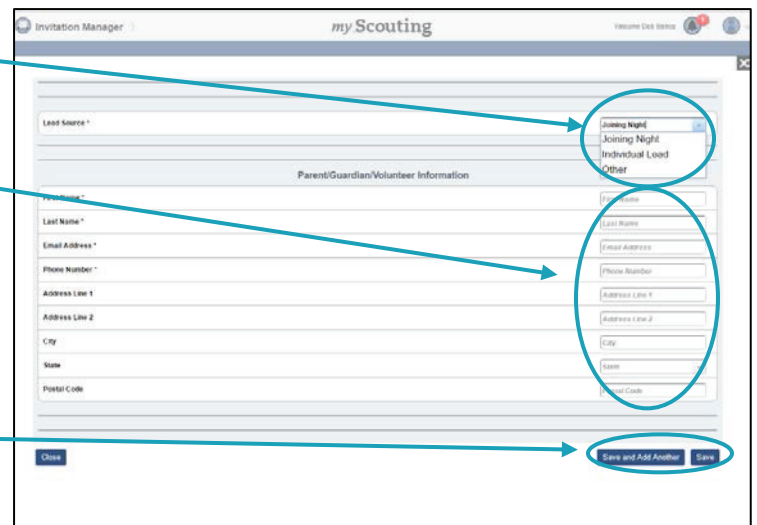 Invitation Manager
my Scouting
Welcome
Lead Source *
Joining Night
Joining Night
Individual Lead
Other
Parent/Guardian/Volunteer Information
First Name *
First Name
Last Name *
Last Name
Email Address *
Email Address
Phone Number *
Phone Number
Address Line 1
Address Line 1
Address Line 2
Address Line 2
City
City
State
State
Postal Code
Postal Code
Close
Save and Add Another
Save